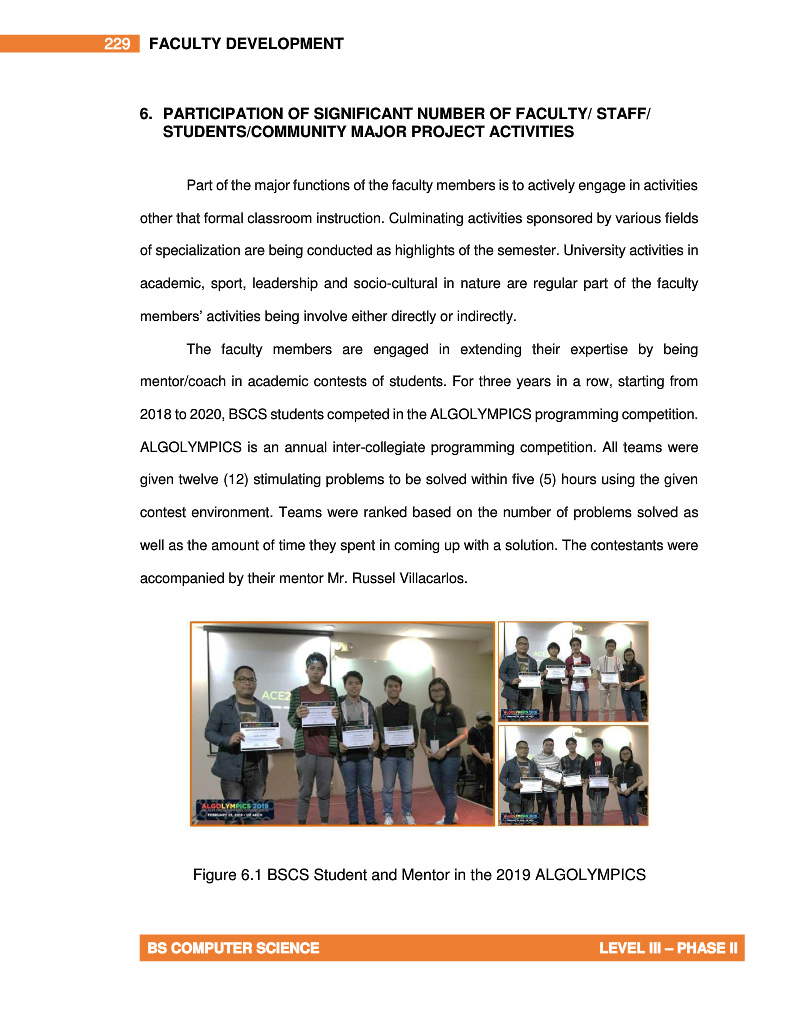 229 FACULTY DEVELOPMENT
6. PARTICIPATION OF SIGNIFICANT NUMBER OF FACULTY/ STAFF/
STUDENTS/COMMUNITY MAJOR PROJECT ACTIVITIES
Part of the major functions of the faculty members is to actively engage in activities
other that formal classroom instruction. Culminating activities sponsored by various fields
of specialization are being conducted as highlights of the semester. University activities in
academic, sport, leadership and socio-cultural in nature are regular part of the faculty
members’ activities being involve either directly or indirectly.
The faculty members are engaged in extending their expertise by being
mentor/coach in academic contests of students. For three years in a row, starting from
2018 to 2020, BSCS students competed in the ALGOLYMPICS programming competition.
ALGOLYMPICS is an annual inter-collegiate programming competition. All teams were
given twelve (12) stimulating problems to be solved within five (5) hours using the given
contest environment. Teams were ranked based on the number of problems solved as
well as the amount of time they spent in coming up with a solution. The contestants were
accompanied by their mentor Mr. Russel Villacarlos.
ACE2
ALGOLYMPICS 2019
ALGOLYMPICS 2019
ALGOLYMPICS 2019
Figure 6.1 BSCS Student and Mentor in the 2019 ALGOLYMPICS
BS COMPUTER SCIENCE LEVEL III – PHASE II